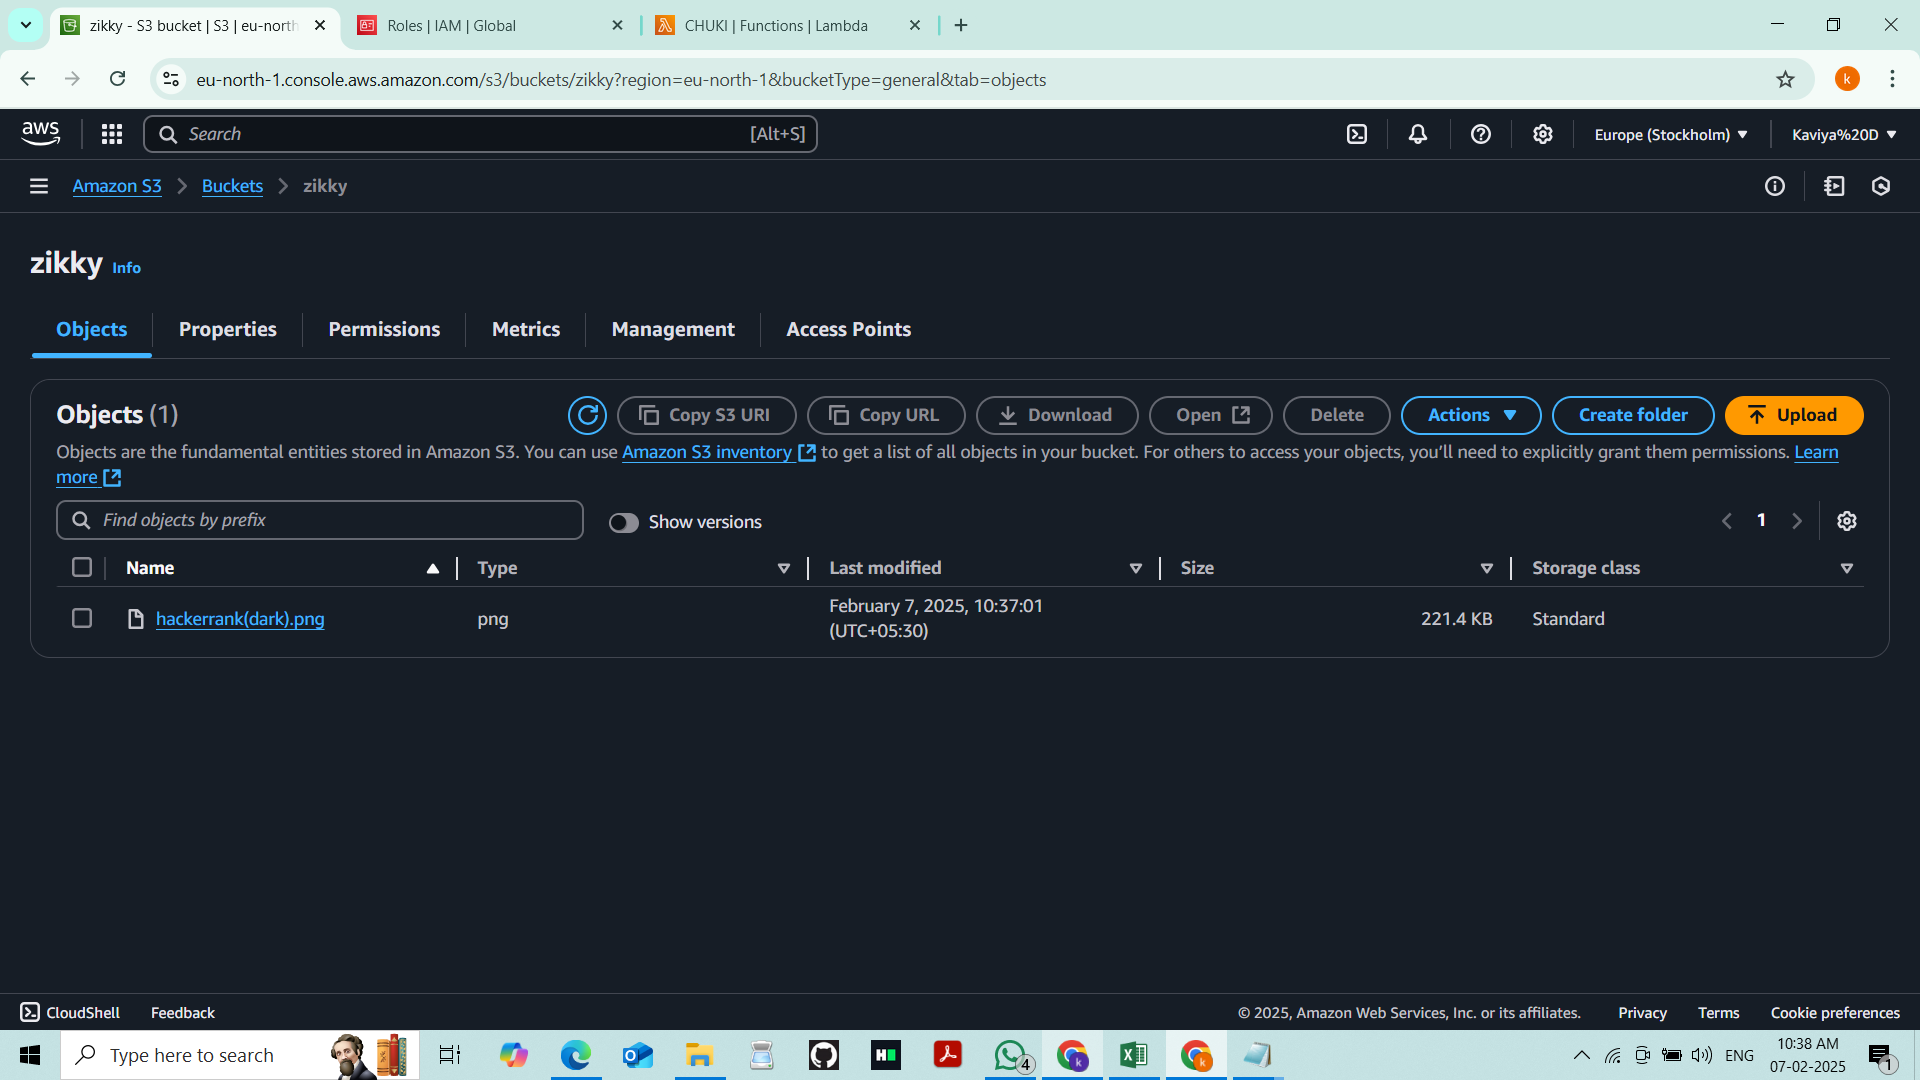 zikky - S3 bucket | S3 | eu-north
Roles | IAM | Global
CHUKI | Functions | Lambda
eu-north-1.console.aws.amazon.com/s3/buckets/zikky?region=eu-north-1&bucketType=general&tab=objects
k
aws
Search
[Alt+S]
Europe (Stockholm)
Kaviya%20D
Amazon S3
Buckets
zikky
zikky
Info
Objects
Properties
Permissions
Metrics
Management
Access Points
Objects (1)
Copy S3 URI
Copy URL
Download
Open
Delete
Actions
Create folder
Upload
Objects are the fundamental entities stored in Amazon S3. You can use Amazon S3 inventory to get a list of all objects in your bucket. For others to access your objects, you’ll need to explicitly grant them permissions. Learn
more
Find objects by prefix
Show versions
1
Name
Type
Last modified
Size
Storage class
hackerrank(dark).png
png
February 7, 2025, 10:37:01
(UTC+05:30)
221.4 KB
Standard
CloudShell
Feedback
© 2025, Amazon Web Services, Inc. or its affiliates.
Privacy
Terms
Cookie preferences
Type here to search
4
k
k
ENG
10:38 AM
07-02-2025
1